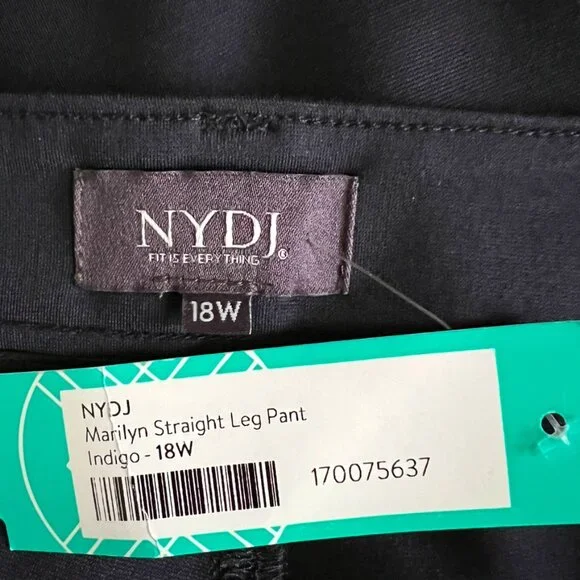 NYDJ®
FIT IS EVERYTHING
18W
NYDJ
Marilyn Straight Leg Pant
Indigo - 18W
170075637